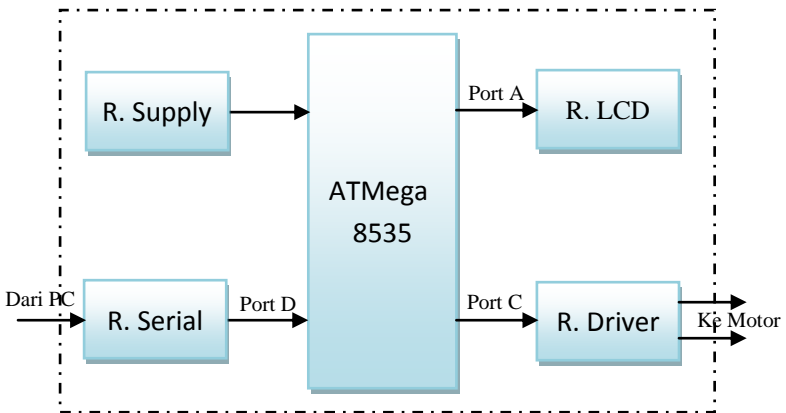 R. Supply
ATMega
8535
Port A
R. LCD
Dari PC
R. Serial
Port D
Port C
R. Driver
Ke Motor